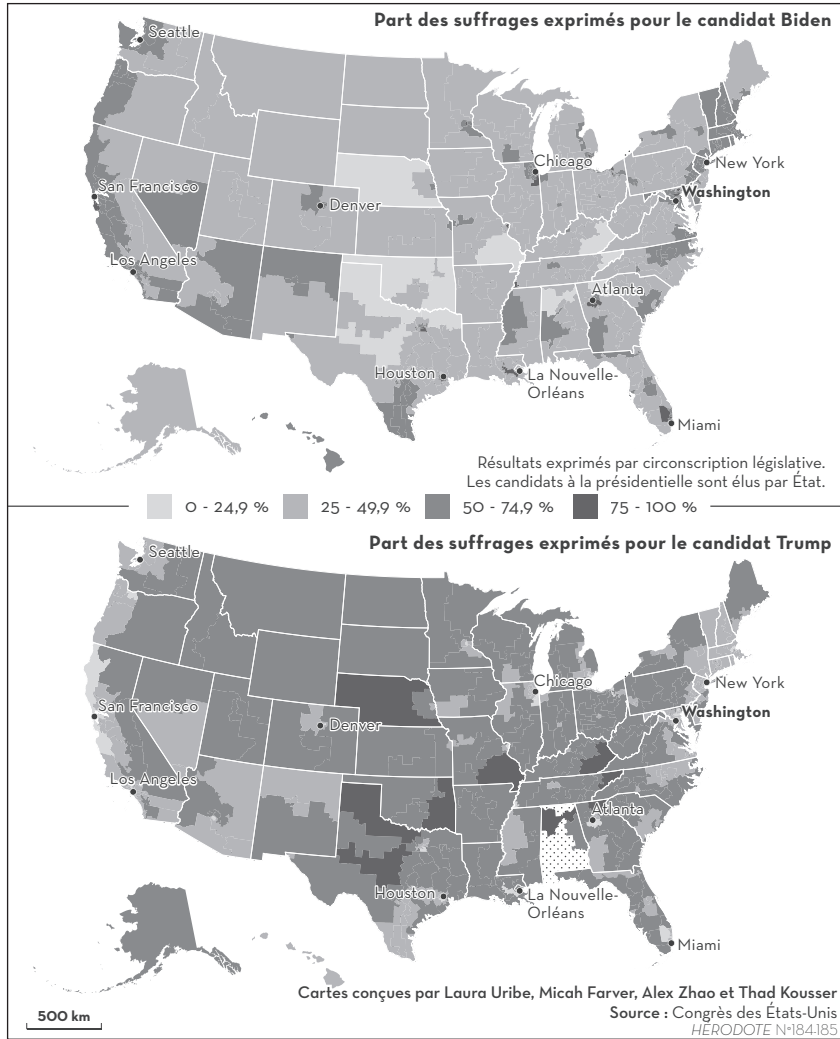 Part des suffrages exprimés pour le candidat Biden
Seattle
Chicago
New York
San Francisco
Washington
Denver
Los Angeles
Atlanta
Houston
La Nouvelle-
Orléans
Miami
Résultats exprimés par circonscription législative.
Les candidats à la présidentielle sont élus par État.
0 - 24,9 % 25 - 49,9 % 50 - 74,9 % 75 - 100 %
Part des suffrages exprimés pour le candidat Trump
Seattle
Chicago
New York
San Francisco
Washington
Denver
Los Angeles
Atlanta
Houston
La Nouvelle-
Orléans
Miami
Cartes conçues par Laura Uribe, Micah Farver, Alex Zhao et Thad Kousser
500 km
Source : Congrès des États-Unis
HÉRODOTE N°184-185